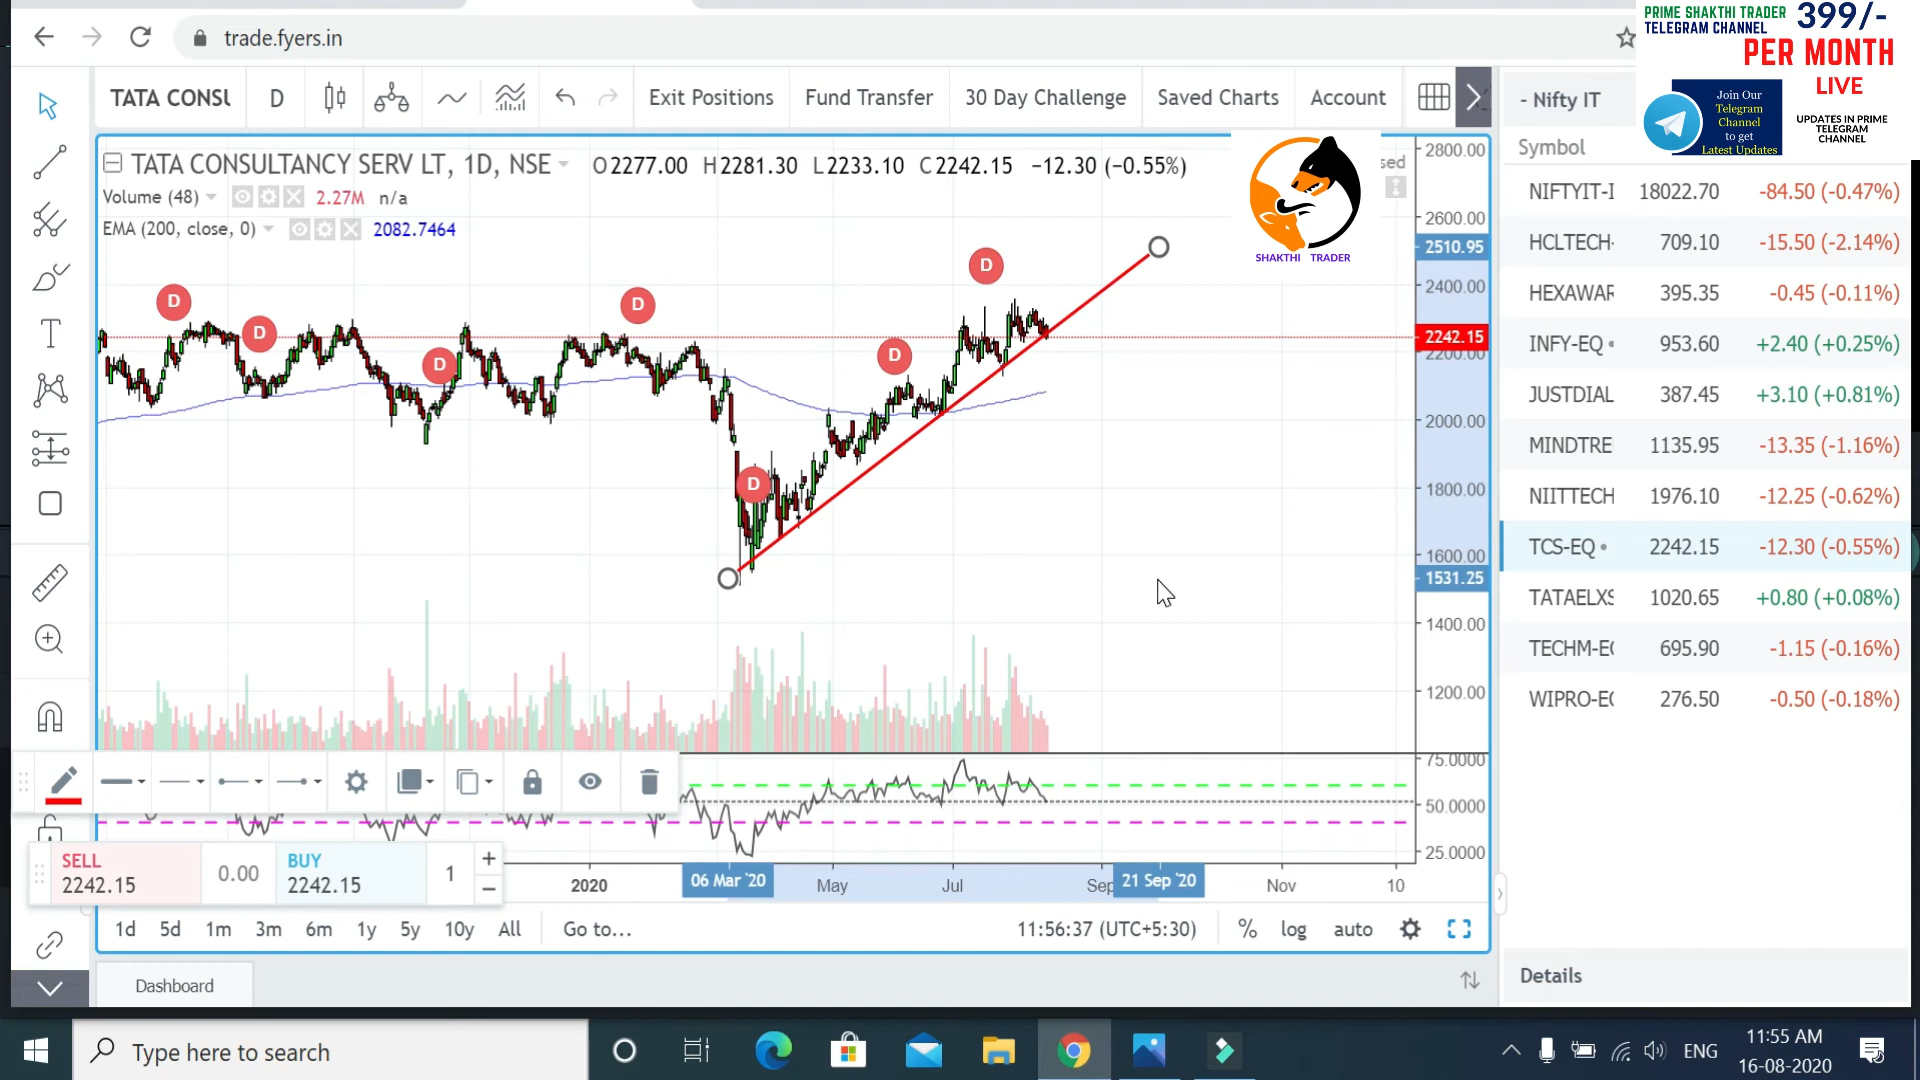 trade.fyers.in
PRIME SHAKTHI TRADER
TELEGRAM CHANNEL
399/-
PER MONTH
LIVE
Join Our
Telegram
Channel
to get
Latest Updates
UPDATES IN PRIME
TELEGRAM
CHANNEL
TATA CONSL
D
Exit Positions
Fund Transfer
30 Day Challenge
Saved Charts
Account
TATA CONSULTANCY SERV LT, 1D, NSE O2277.00 H2281.30 L2233.10 C2242.15 −12.30 (−0.55%)
Volume (48) 2.27M n/a
EMA (200, close, 0) 2082.7464
sed
SHAKTHI TRADER
D
D
D
D
D
D
D
2800.00
2600.00
2510.95
2400.00
2242.15
2200.00
2000.00
1800.00
1600.00
1531.25
1400.00
1200.00
75.0000
50.0000
25.0000
2020
06 Mar '20
May
Jul
Sep
21 Sep '20
Nov
10
SELL
2242.15
0.00
BUY
2242.15
1
+
−
1d 5d 1m 3m 6m 1y 5y 10y All Go to...
11:56:37 (UTC+5:30) % log auto
Dashboard
- Nifty IT
Symbol
NIFTYIT-I 18022.70 -84.50 (-0.47%)
HCLTECH- 709.10 -15.50 (-2.14%)
HEXAWAR 395.35 -0.45 (-0.11%)
INFY-EQ 953.60 +2.40 (+0.25%)
JUSTDIAL 387.45 +3.10 (+0.81%)
MINDTRE 1135.95 -13.35 (-1.16%)
NIITTECH 1976.10 -12.25 (-0.62%)
TCS-EQ 2242.15 -12.30 (-0.55%)
TATAELXS 1020.65 +0.80 (+0.08%)
TECHM-EQ 695.90 -1.15 (-0.16%)
WIPRO-EQ 276.50 -0.50 (-0.18%)
Details
Type here to search
ENG
11:55 AM
16-08-2020